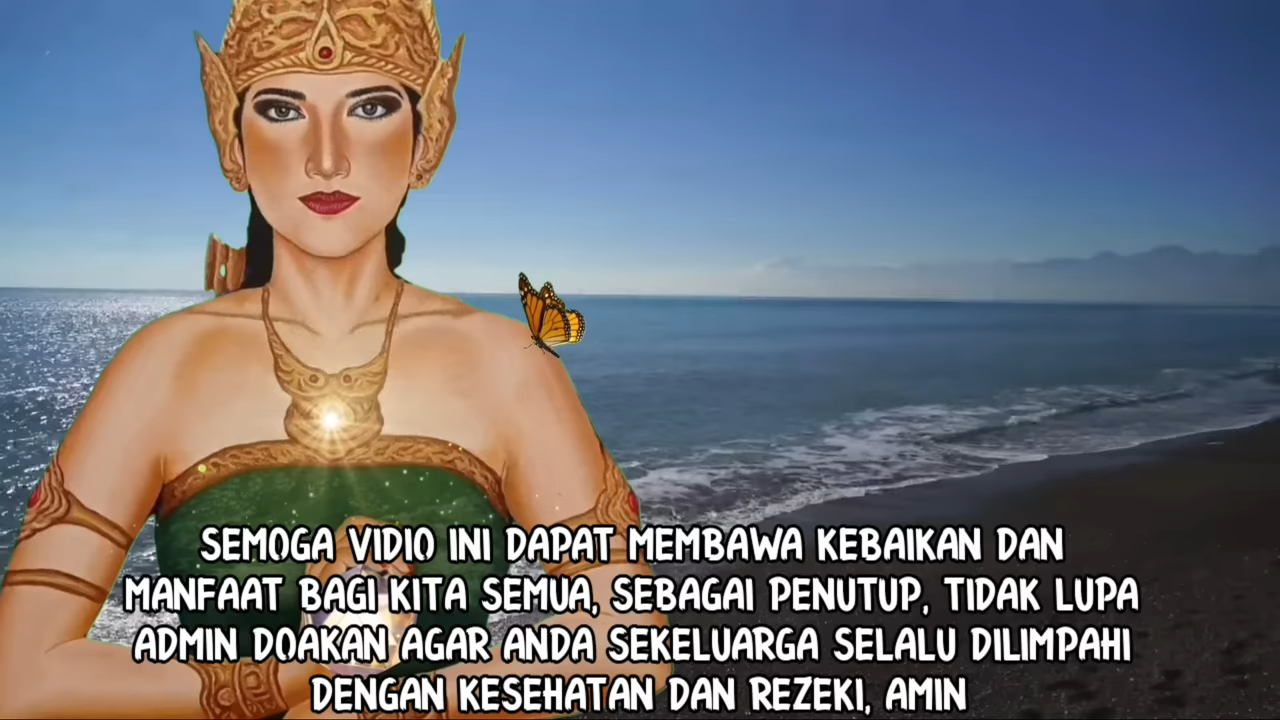 SEMOGA VIDIO INI DAPAT MEMBAWA KEBAIKAN DAN
MANFAAT BAGI KITA SEMUA, SEBAGAI PENUTUP, TIDAK LUPA
ADMIN DOAKAN AGAR ANDA SEKELUARGA SELALU DILIMPAHI
DENGAN KESEHATAN DAN REZEKI, AMIN